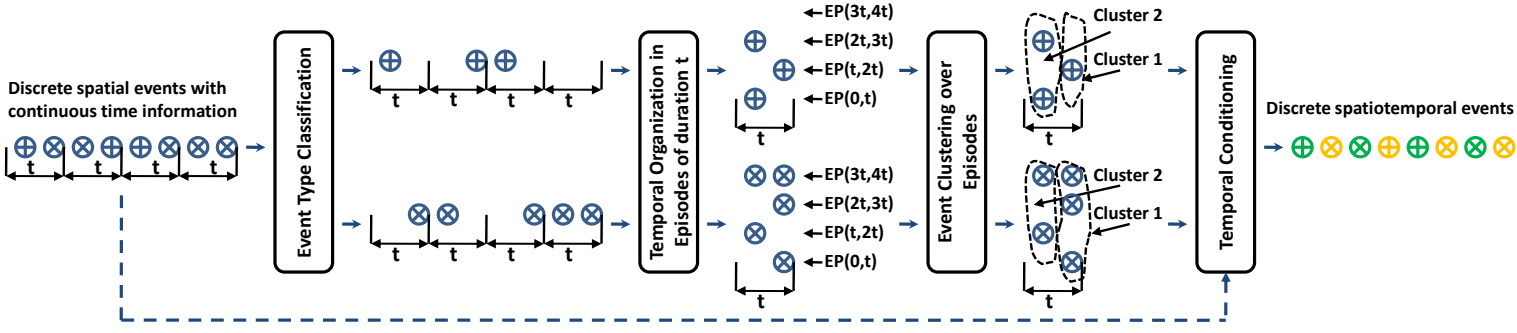 Discrete spatial events with
continuous time information
t
t
t
t
Event Type Classification
t
t
t
t
t
t
t
t
Temporal Organization in
Episodes of duration t
EP(3t,4t)
EP(2t,3t)
EP(t,2t)
EP(0,t)
t
EP(3t,4t)
EP(2t,3t)
EP(t,2t)
EP(0,t)
t
Event Clustering over
Episodes
Cluster 2
Cluster 1
t
Cluster 2
Cluster 1
t
Temporal Conditioning
Discrete spatiotemporal events